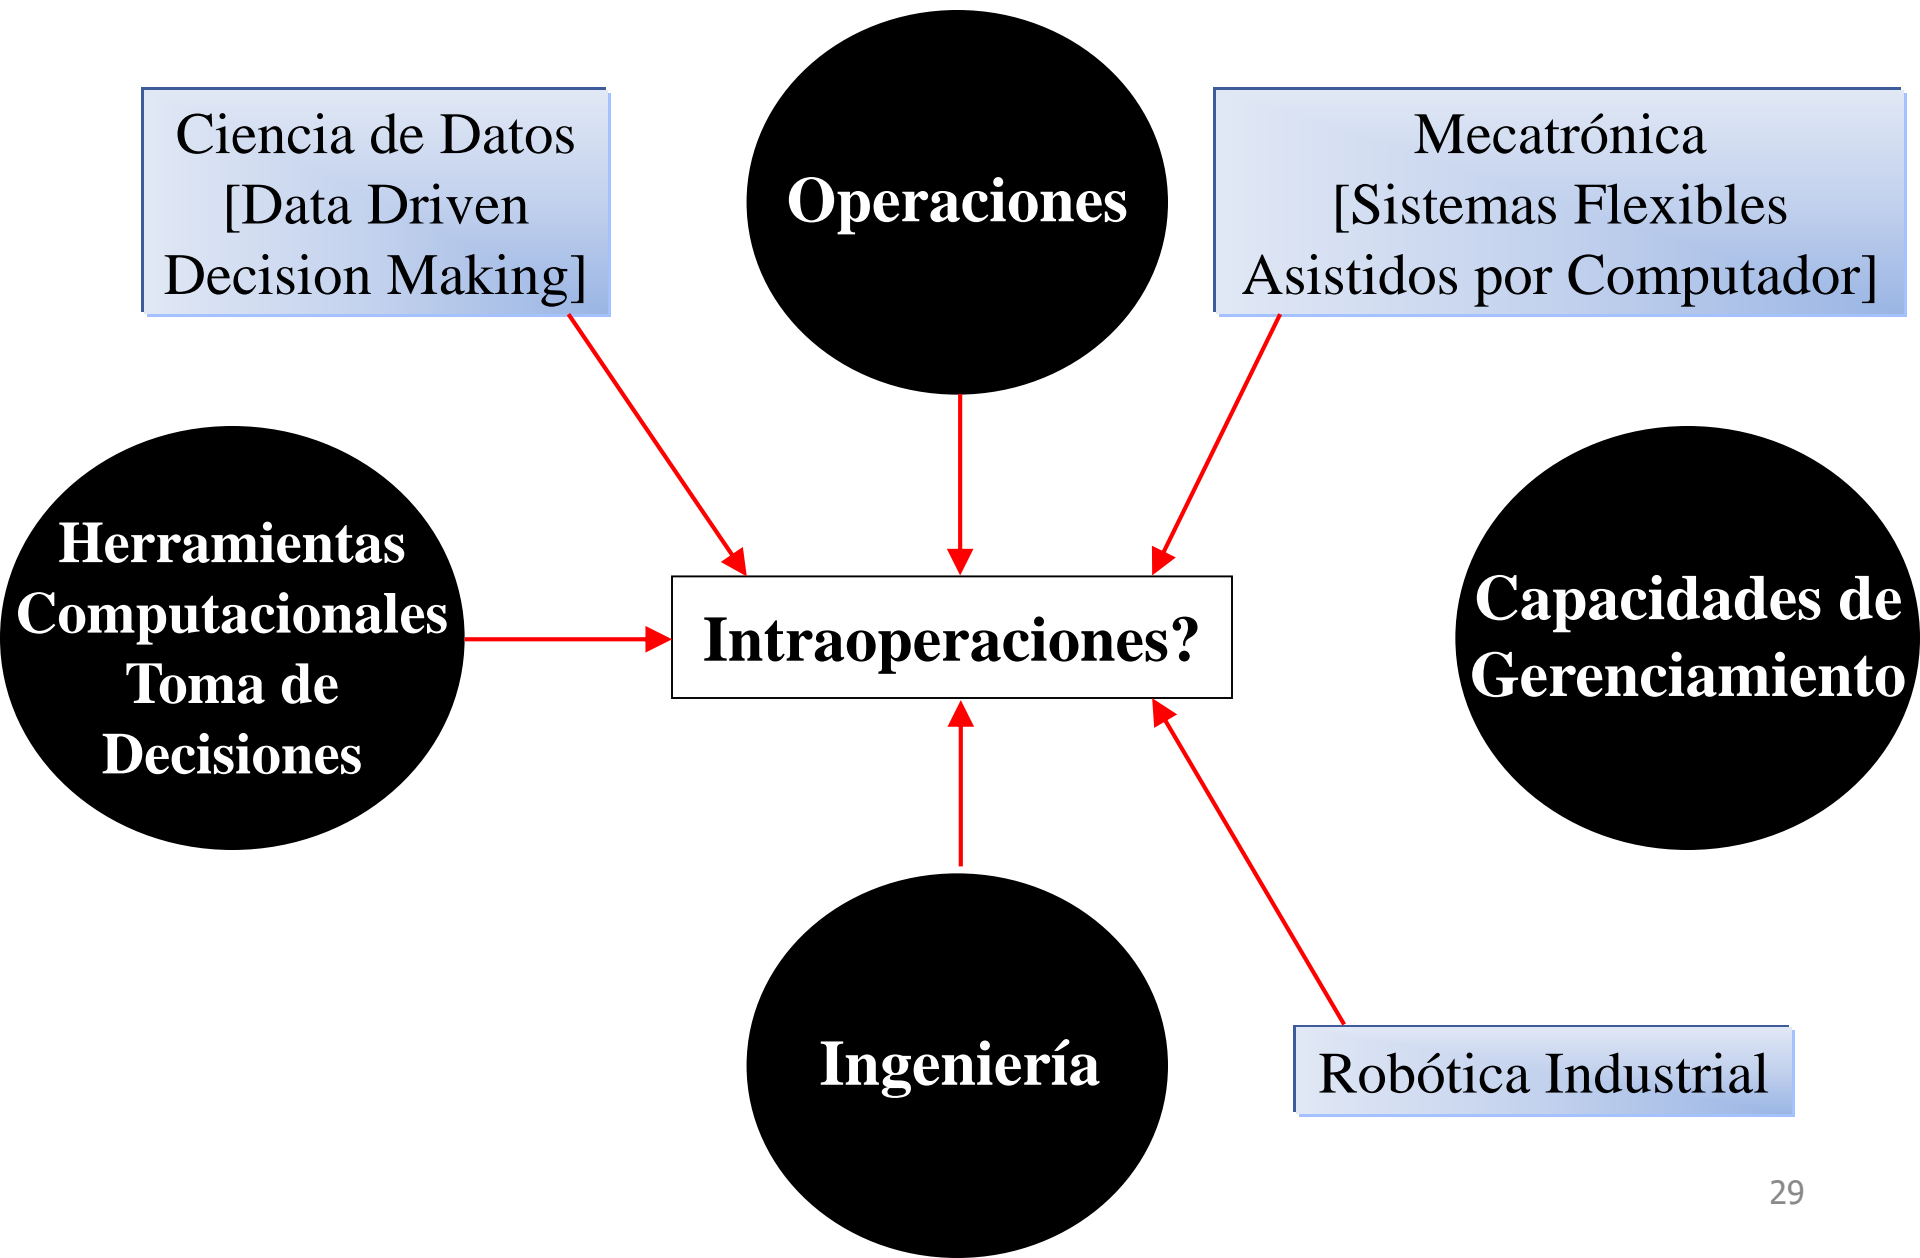 Ciencia de Datos
[Data Driven
Decision Making]
Operaciones
Mecatrónica
[Sistemas Flexibles
Asistidos por Computador]
Herramientas
Computacionales
Toma de
Decisiones
Intraoperaciones?
Capacidades de
Gerenciamiento
Ingeniería
Robótica Industrial
29